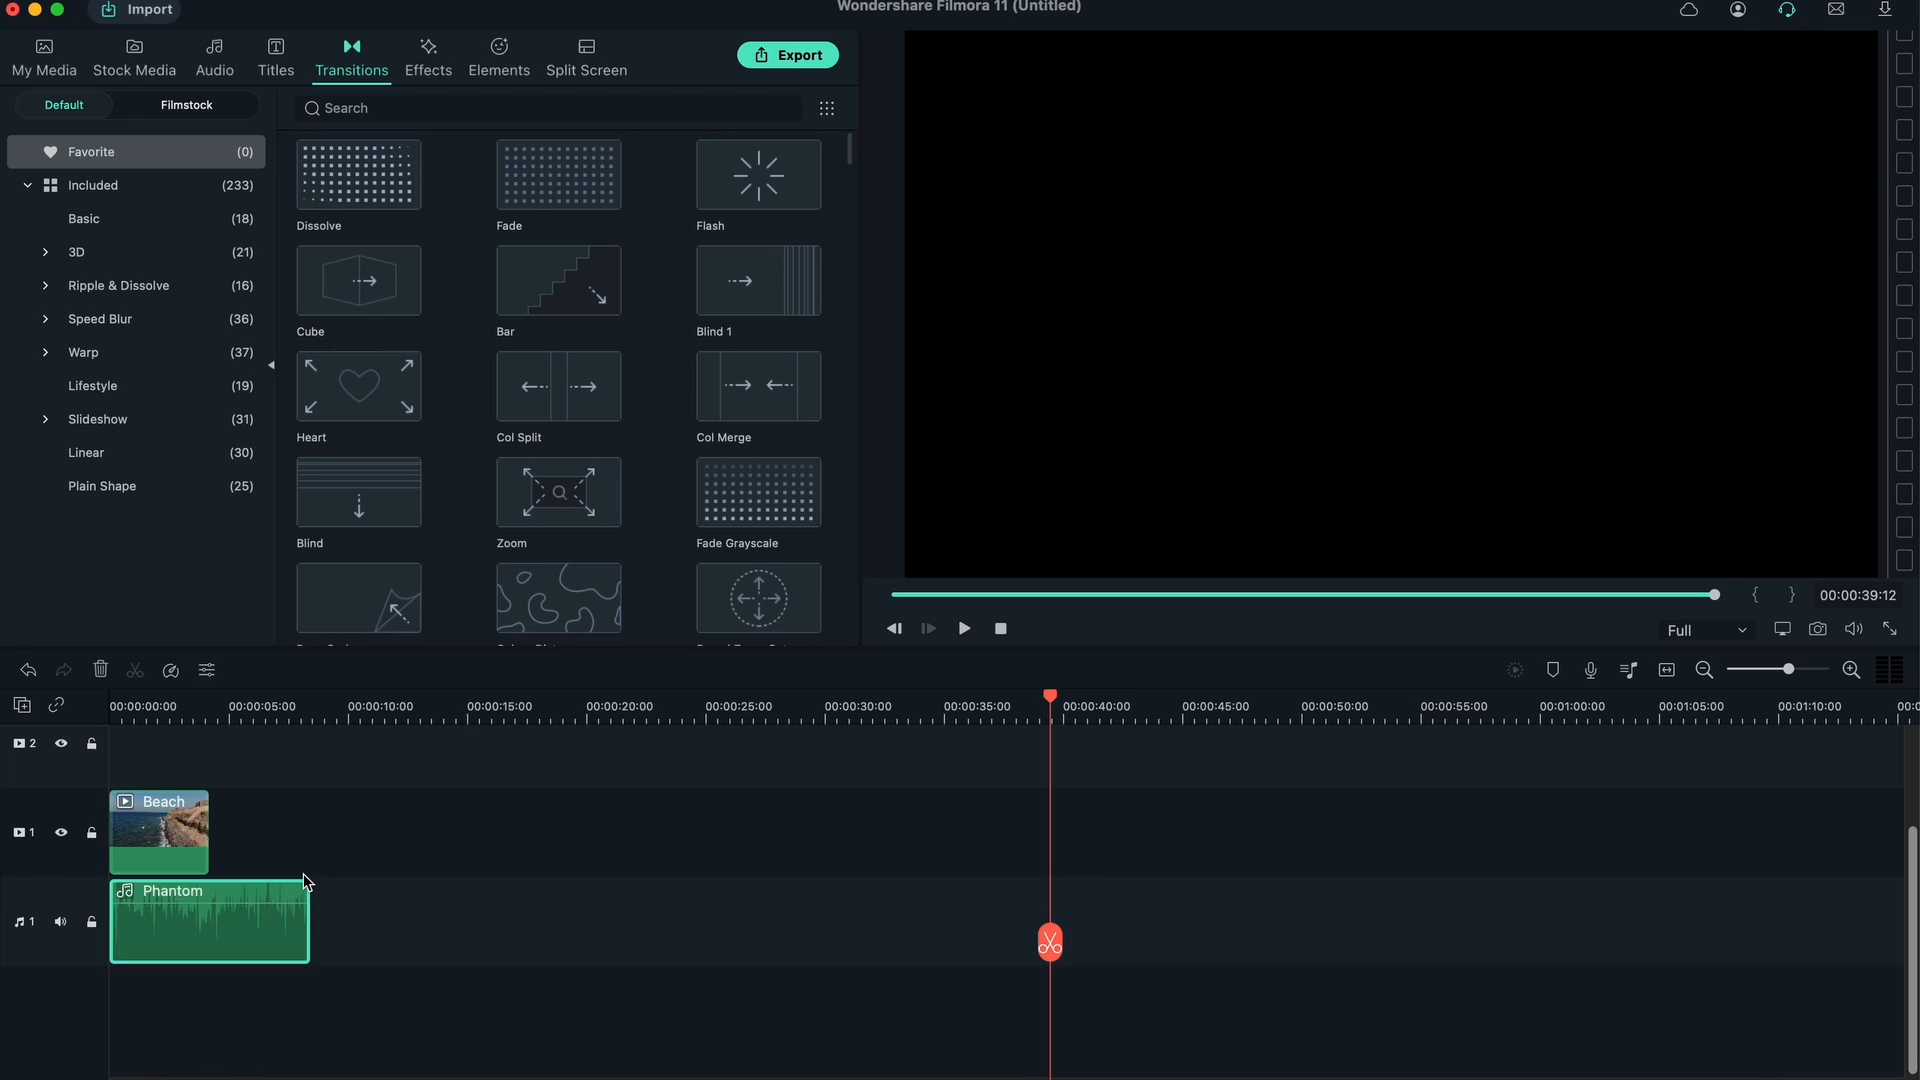 Wondershare Filmora 11 (Untitled)
Import
My Media
Stock Media
Audio
Titles
Transitions
Effects
Elements
Split Screen
Export
Default
Filmstock
Search
Favorite (0)
Included (233)
Basic (18)
3D (21)
Ripple & Dissolve (16)
Speed Blur (36)
Warp (37)
Lifestyle (19)
Slideshow (31)
Linear (30)
Plain Shape (25)
Dissolve
Fade
Flash
Cube
Bar
Blind 1
Heart
Col Split
Col Merge
Blind
Zoom
Fade Grayscale
00:00:39:12
Full
00:00:00:00
00:00:05:00
00:00:10:00
00:00:15:00
00:00:20:00
00:00:25:00
00:00:30:00
00:00:35:00
00:00:40:00
00:00:45:00
00:00:50:00
00:00:55:00
00:01:00:00
00:01:05:00
00:01:10:00
2
Beach
1
Phantom
1